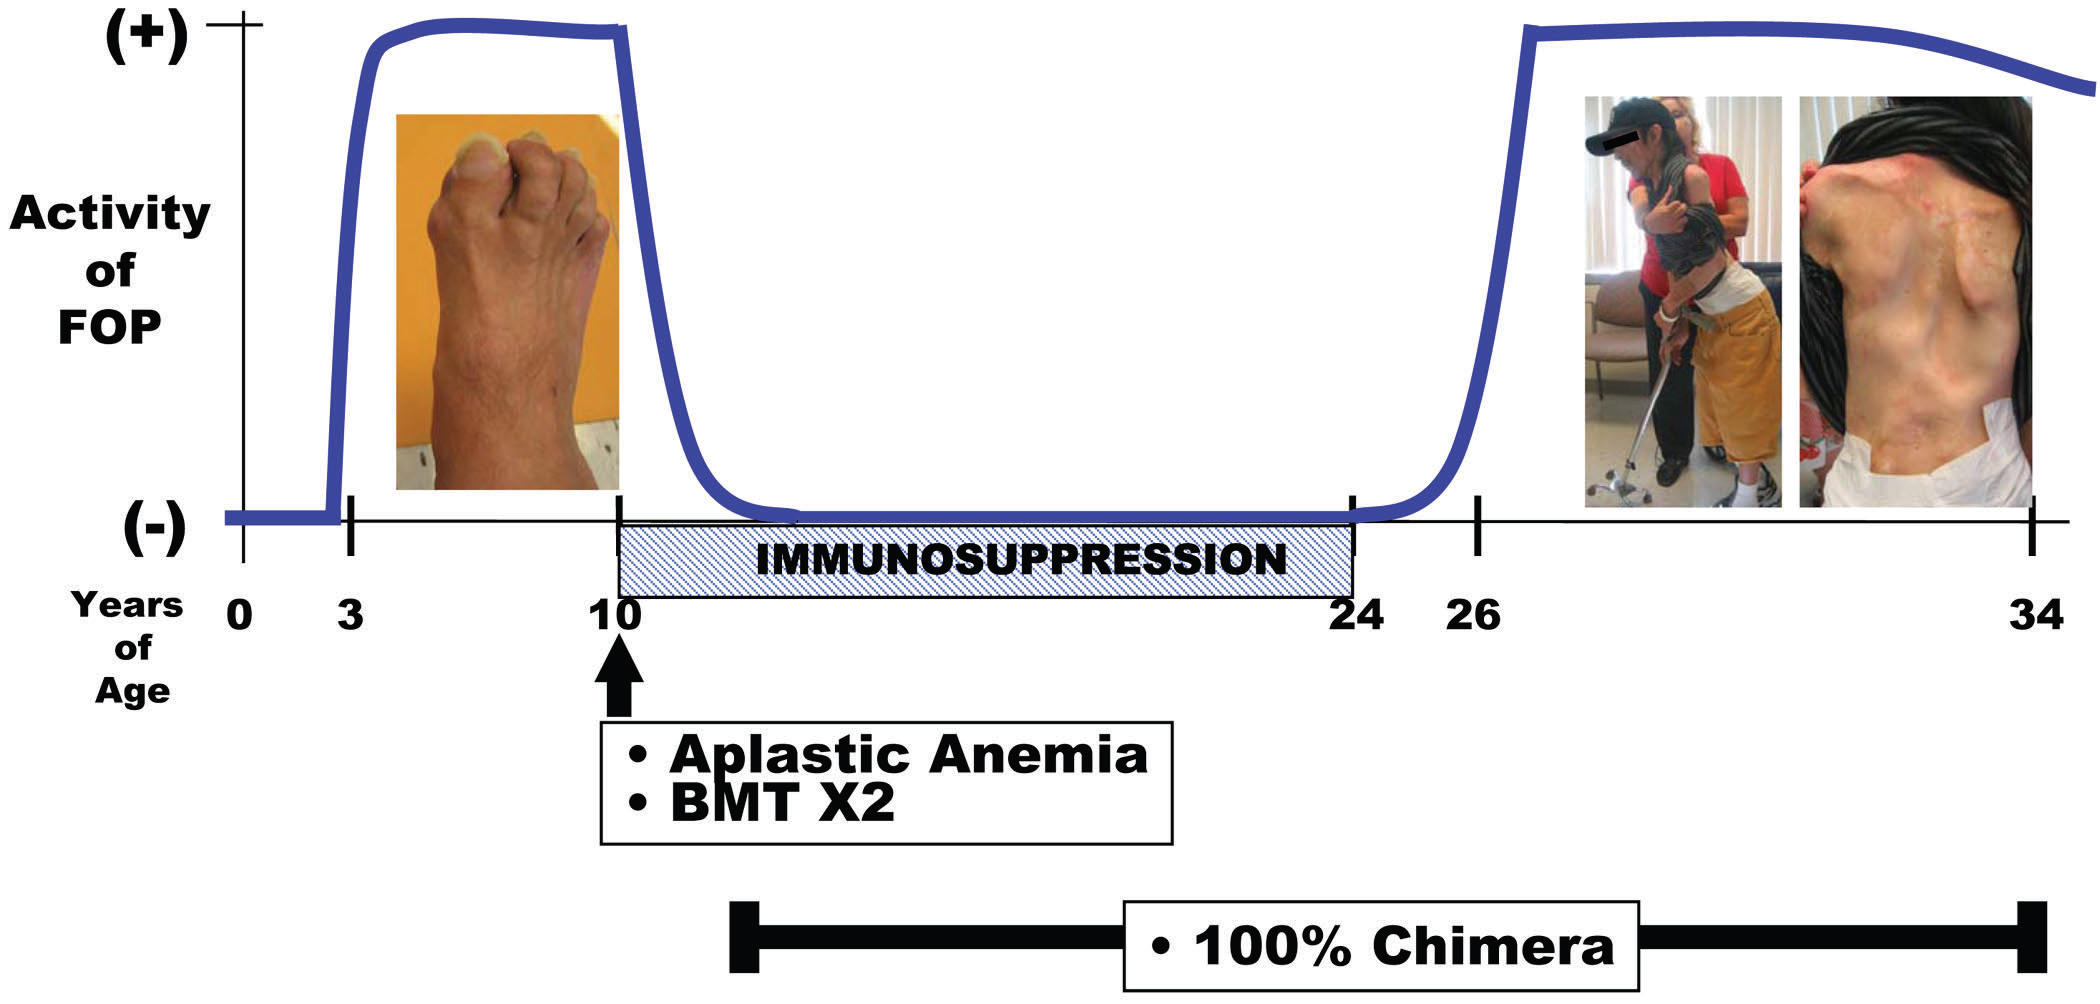 (+)
Activity
of
FOP
(-)
IMMUNOSUPPRESSION
Years
of
Age
0 3 10 24 26 34
• Aplastic Anemia
• BMT X2
• 100% Chimera